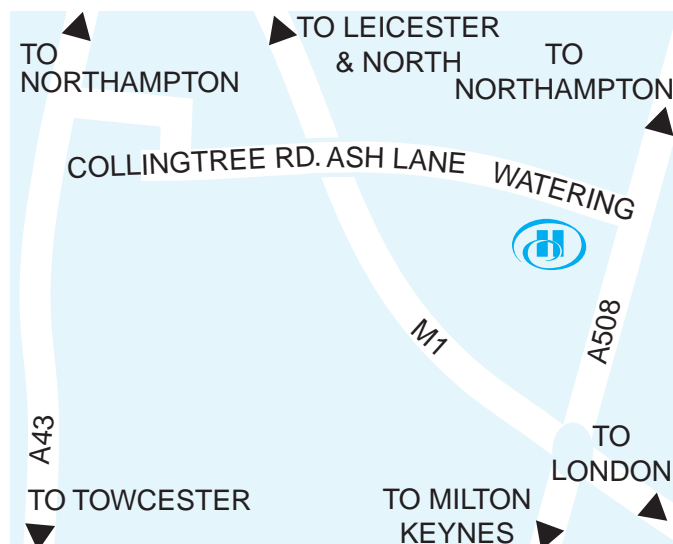 TO
NORTHAMPTON
TO LEICESTER
& NORTH
TO
NORTHAMPTON
COLLINGTREE RD. ASH LANE WATERING
H
M1
A508
A43
TO
LONDON
TO TOWCESTER
TO MILTON
KEYNES